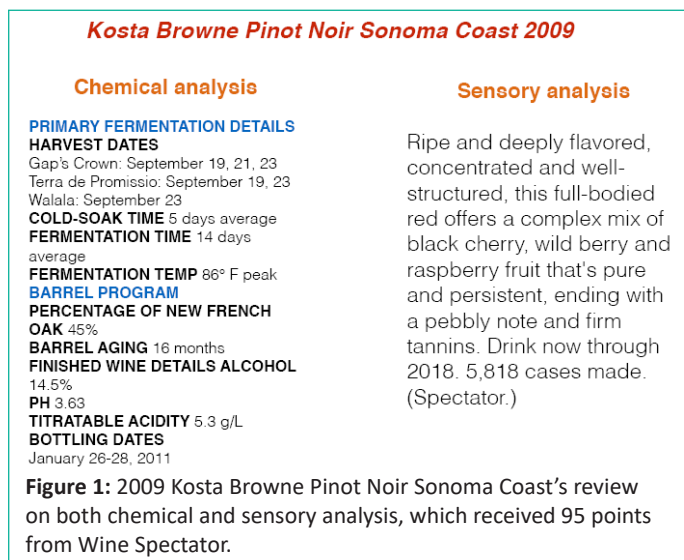 Kosta Browne Pinot Noir Sonoma Coast 2009
Chemical analysis
PRIMARY FERMENTATION DETAILS
HARVEST DATES
Gap's Crown: September 19, 21, 23
Terra de Promissio: September 19, 23
Walala: September 23
COLD-SOAK TIME 5 days average
FERMENTATION TIME 14 days
average
FERMENTATION TEMP 86° F peak
BARREL PROGRAM
PERCENTAGE OF NEW FRENCH
OAK 45%
BARREL AGING 16 months
FINISHED WINE DETAILS ALCOHOL
14.5%
PH 3.63
TITRATABLE ACIDITY 5.3 g/L
BOTTLING DATES
January 26-28, 2011
Sensory analysis
Ripe and deeply flavored,
concentrated and well-
structured, this full-bodied
red offers a complex mix of
black cherry, wild berry and
raspberry fruit that's pure
and persistent, ending with
a pebbly note and firm
tannins. Drink now through
2018. 5,818 cases made.
(Spectator.)
Figure 1: 2009 Kosta Browne Pinot Noir Sonoma Coast's review
on both chemical and sensory analysis, which received 95 points
from Wine Spectator.